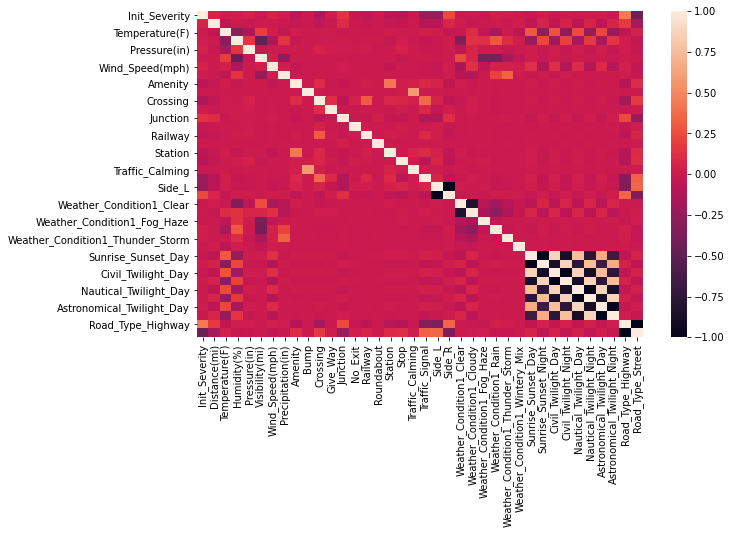 Init_Severity
Temperature(F)
Pressure(in)
Wind_Speed(mph)
Amenity
Crossing
Junction
Railway
Station
Traffic_Calming
Side_L
Weather_Condition1_Clear
Weather_Condition1_Fog_Haze
Weather_Condition1_Thunder_Storm
Sunrise_Sunset_Day
Civil_Twilight_Day
Nautical_Twilight_Day
Astronomical_Twilight_Day
Road_Type_Highway
Init_Severity
Distance(mi)
Temperature(F)
Humidity(%)
Pressure(in)
Visibility(mi)
Wind_Speed(mph)
Precipitation(in)
Amenity
Bump
Crossing
Give_Way
Junction
No_Exit
Railway
Roundabout
Station
Stop
Traffic_Calming
Traffic_Signal
Side_L
Side_R
Weather_Condition1_Clear
Weather_Condition1_Cloudy
Weather_Condition1_Fog_Haze
Weather_Condition1_Rain
Weather_Condition1_Thunder_Storm
Weather_Condition1_Wintery_Mix
Sunrise_Sunset_Day
Sunrise_Sunset_Night
Civil_Twilight_Day
Civil_Twilight_Night
Nautical_Twilight_Day
Nautical_Twilight_Night
Astronomical_Twilight_Day
Astronomical_Twilight_Night
Road_Type_Highway
Road_Type_Street
1.00
0.75
0.50
0.25
0.00
−0.25
−0.50
−0.75
−1.00